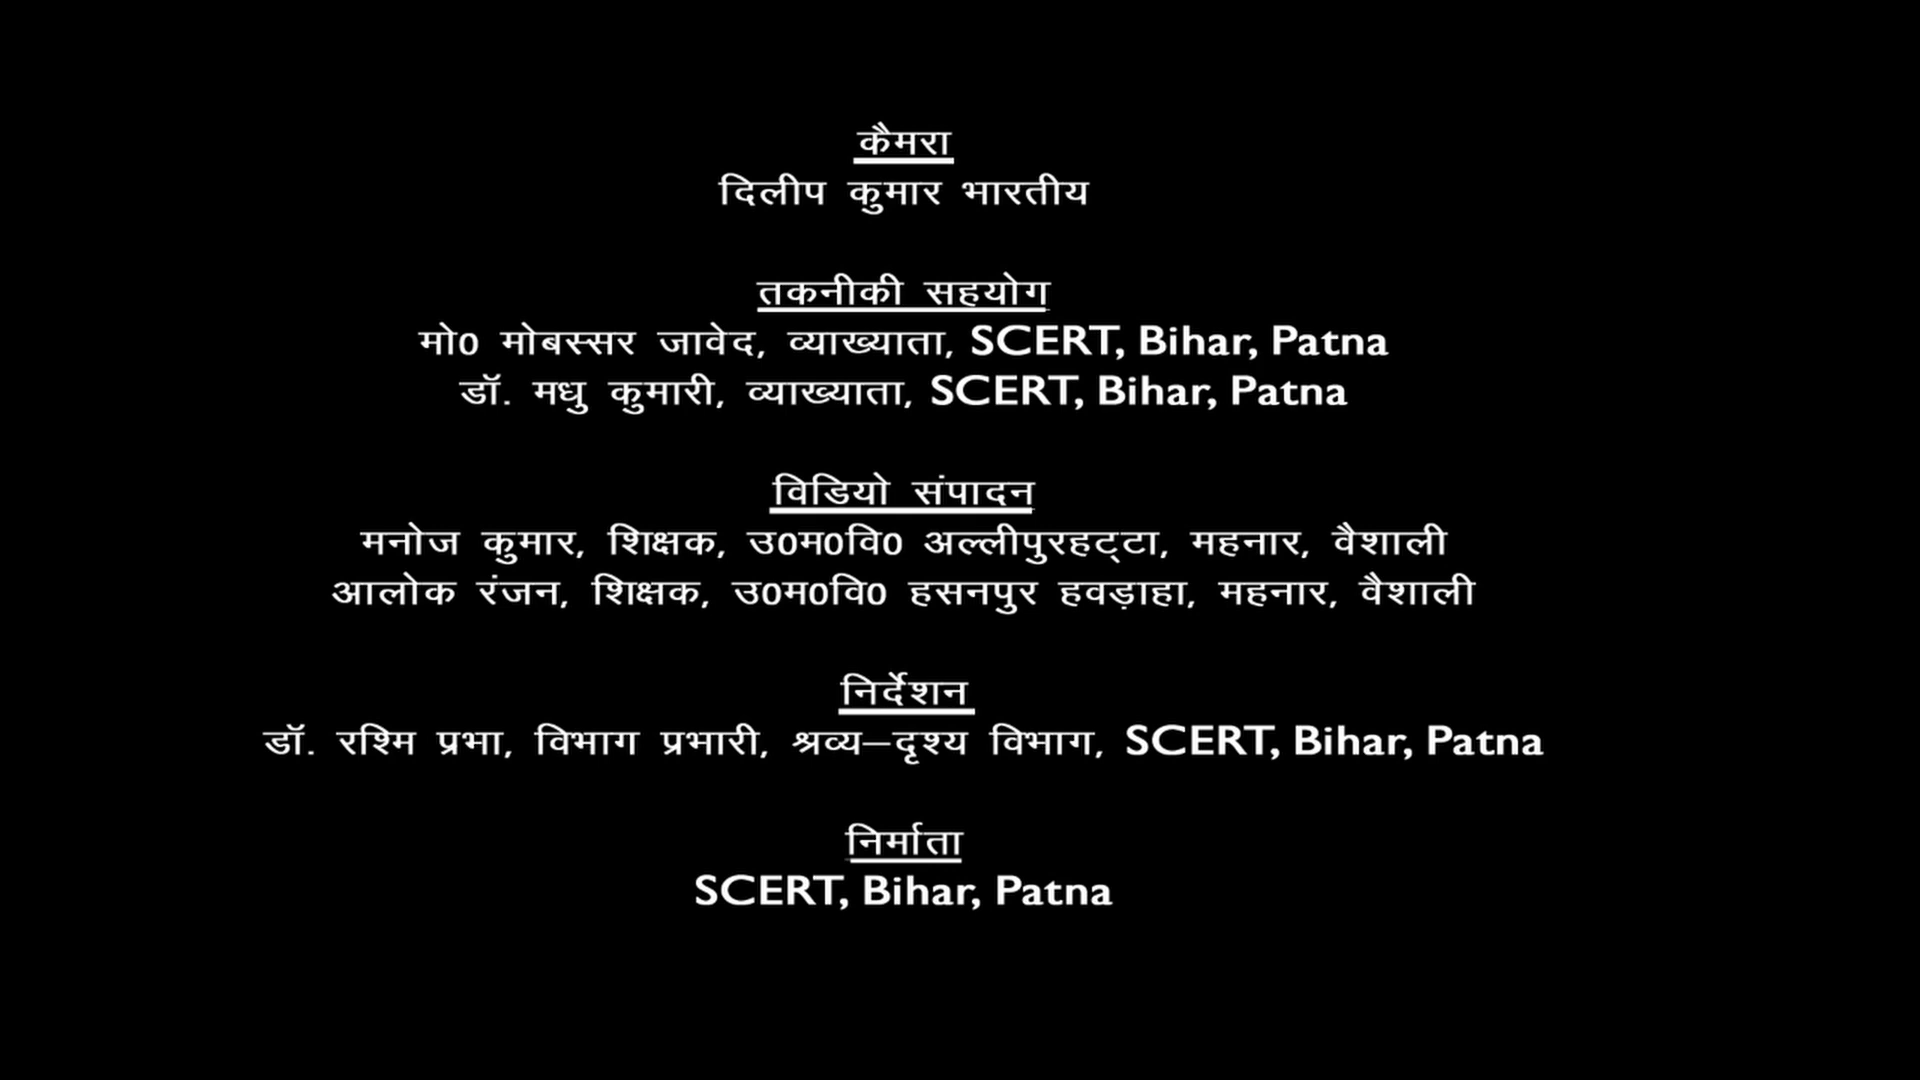 कैमरा
दिलीप कुमार भारतीय
तकनीकी सहयोग
मो0 मोबस्सर जावेद, व्याख्याता, SCERT, Bihar, Patna
डॉ. मधु कुमारी, व्याख्याता, SCERT, Bihar, Patna
विडियो संपादन
मनोज कुमार, शिक्षक, उ0म0वि0 अल्लीपुरहट्टा, महनार, वैशाली
आलोक रंजन, शिक्षक, उ0म0वि0 हसनपुर हवड़ाहा, महनार, वैशाली
निर्देशन
डॉ. रश्मि प्रभा, विभाग प्रभारी, श्रव्य–दृश्य विभाग, SCERT, Bihar, Patna
निर्माता
SCERT, Bihar, Patna